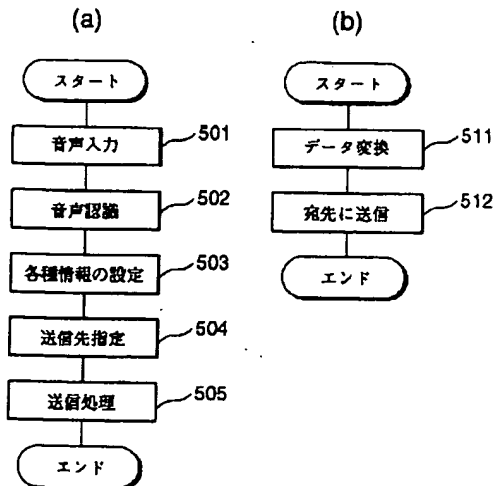 (a)
スタート
音声入力
501
音声認識
502
各種情報の設定
503
送信先指定
504
送信処理
505
エンド
(b)
スタート
データ変換
511
宛先に送信
512
エンド